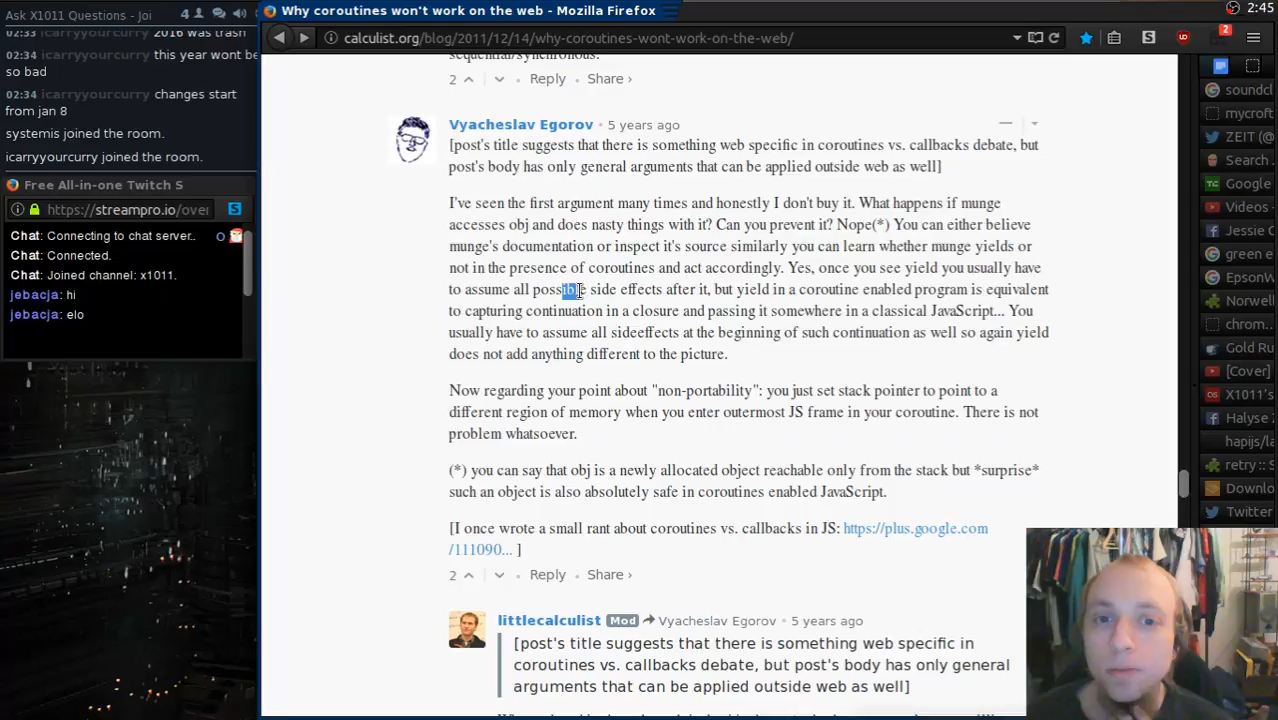 Ask X1011 Questions - Joi
4
02:33 icarryyourcurry 2016 was trash
02:34 icarryyourcurry this year wont be
so bad
02:34 icarryyourcurry changes start
from jan 8
systemis joined the room.
icarryyourcurry joined the room.
Free All-in-one Twitch S
https://streampro.io/over
Chat: Connecting to chat server..
Chat: Connected.
Chat: Joined channel: x1011.
jebacja: hi
jebacja: elo
Why coroutines won't work on the web - Mozilla Firefox
2:45
calculist.org/blog/2011/12/14/why-coroutines-wont-work-on-the-web/
2
sequential/synchronous.
2 • Reply • Share ›
Vyacheslav Egorov • 5 years ago
[post's title suggests that there is something web specific in coroutines vs. callbacks debate, but
post's body has only general arguments that can be applied outside web as well]
I've seen the first argument many times and honestly I don't buy it. What happens if munge
accesses obj and does nasty things with it? Can you prevent it? Nope(*) You can either believe
munge's documentation or inspect it's source similarly you can learn whether munge yields or
not in the presence of coroutines and act accordingly. Yes, once you see yield you usually have
to assume all possible side effects after it, but yield in a coroutine enabled program is equivalent
to capturing continuation in a closure and passing it somewhere in a classical JavaScript... You
usually have to assume all sideeffects at the beginning of such continuation as well so again yield
does not add anything different to the picture.
Now regarding your point about "non-portability": you just set stack pointer to point to a
different region of memory when you enter outermost JS frame in your coroutine. There is not
problem whatsoever.
(*) you can say that obj is a newly allocated object reachable only from the stack but *surprise*
such an object is also absolutely safe in coroutines enabled JavaScript.
[I once wrote a small rant about coroutines vs. callbacks in JS: https://plus.google.com
/111090... ]
2 • Reply • Share ›
littlecalculist Mod Vyacheslav Egorov • 5 years ago
[post's title suggests that there is something web specific in
coroutines vs. callbacks debate, but post's body has only general
arguments that can be applied outside web as well]
soundcl
mycroft
ZEIT (@
Search
Google
Videos -
Jessie C
green e
EpsonW
Norwell
chrom...
Gold Ru
[Cover]
X1011's
Halyse J
hapijs/la
retry :: S
Downlo
Twitter